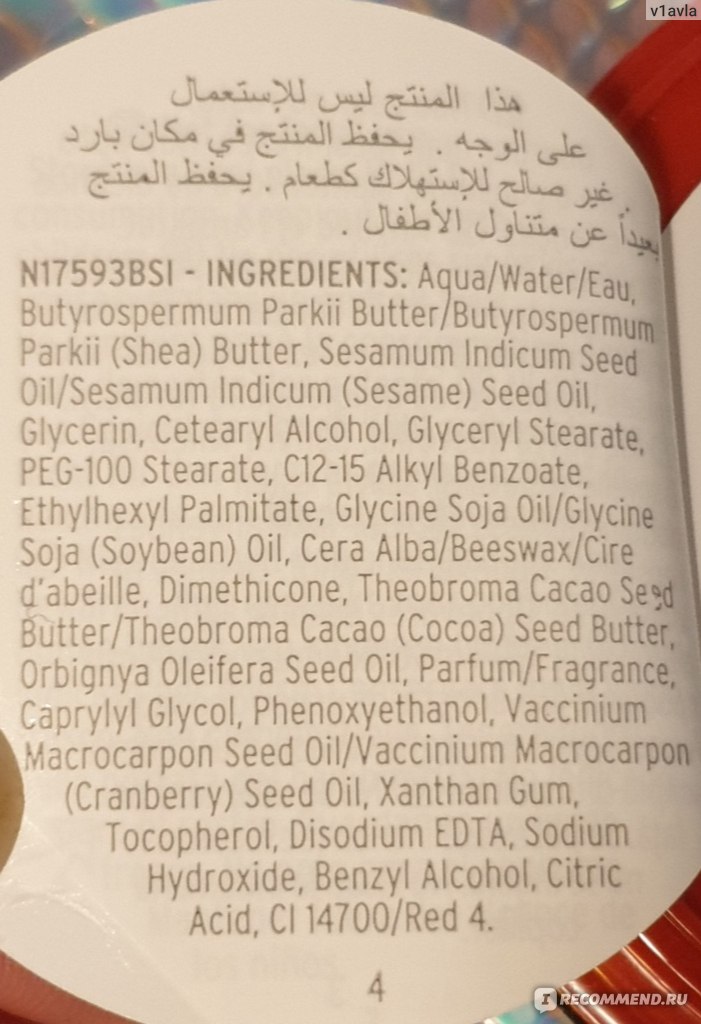 v1avla
هذا المنتج ليس للإستعمال
على الوجه . يحفظ المنتج في مكان بارد
. غير صالح للإستهلاك كطعام . يحفظ المنتج
بعيداً عن متناول الأطفال .
N17593BSI - INGREDIENTS: Aqua/Water/Eau,
Butyrospermum Parkii Butter/Butyrospermum
Parkii (Shea) Butter, Sesamum Indicum Seed
Oil/Sesamum Indicum (Sesame) Seed Oil,
Glycerin, Cetearyl Alcohol, Glyceryl Stearate,
PEG-100 Stearate, C12-15 Alkyl Benzoate,
Ethylhexyl Palmitate, Glycine Soja Oil/Glycine
Soja (Soybean) Oil, Cera Alba/Beeswax/Cire
d'abeille, Dimethicone, Theobroma Cacao Seed
Butter/Theobroma Cacao (Cocoa) Seed Butter,
Orbignya Oleifera Seed Oil, Parfum/Fragrance,
Caprylyl Glycol, Phenoxyethanol, Vaccinium
Macrocarpon Seed Oil/Vaccinium Macrocarpon
(Cranberry) Seed Oil, Xanthan Gum,
Tocopherol, Disodium EDTA, Sodium
Hydroxide, Benzyl Alcohol, Citric
Acid, CI 14700/Red 4.
4
I RECOMMEND.RU